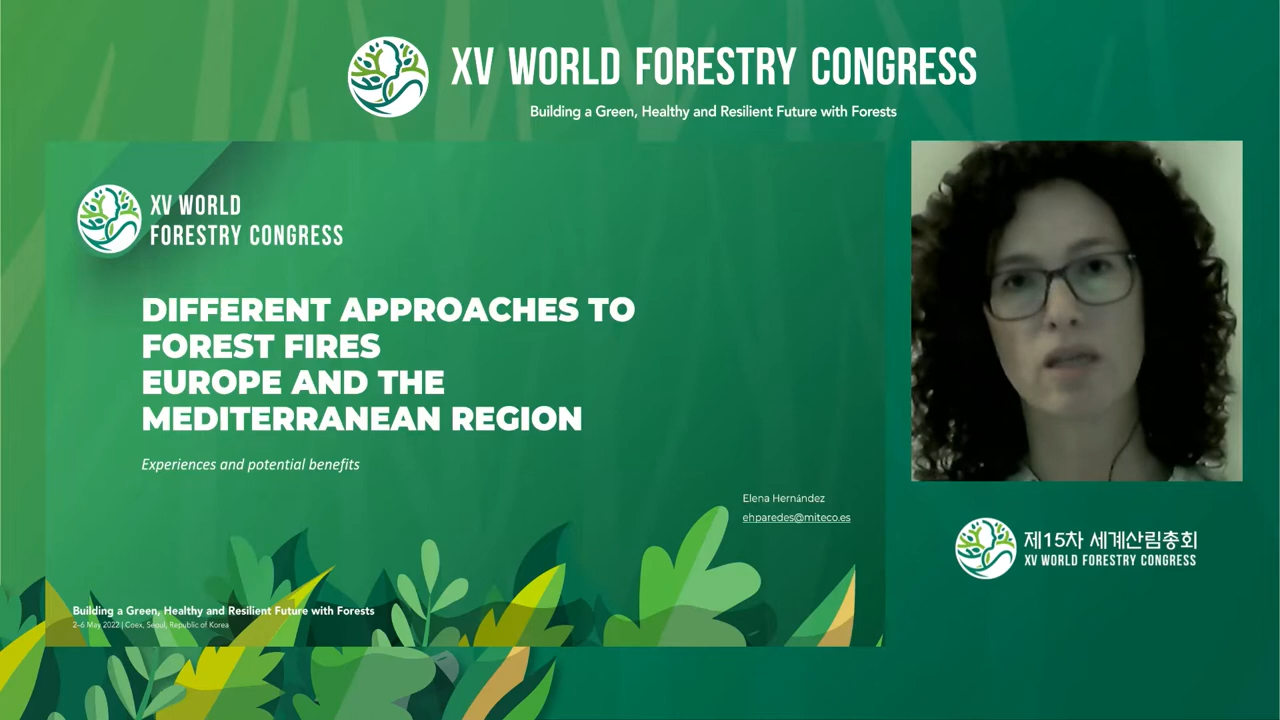 XV WORLD FORESTRY CONGRESS
Building a Green, Healthy and Resilient Future with Forests
XV WORLD
FORESTRY CONGRESS
DIFFERENT APPROACHES TO
FOREST FIRES
EUROPE AND THE
MEDITERRANEAN REGION
Experiences and potential benefits
Elena Hernández
ehparedes@miteco.es
Building a Green, Healthy and Resilient Future with Forests
2–6 May 2022 | Coex, Seoul, Republic of Korea
제15차 세계산림총회
XV WORLD FORESTRY CONGRESS